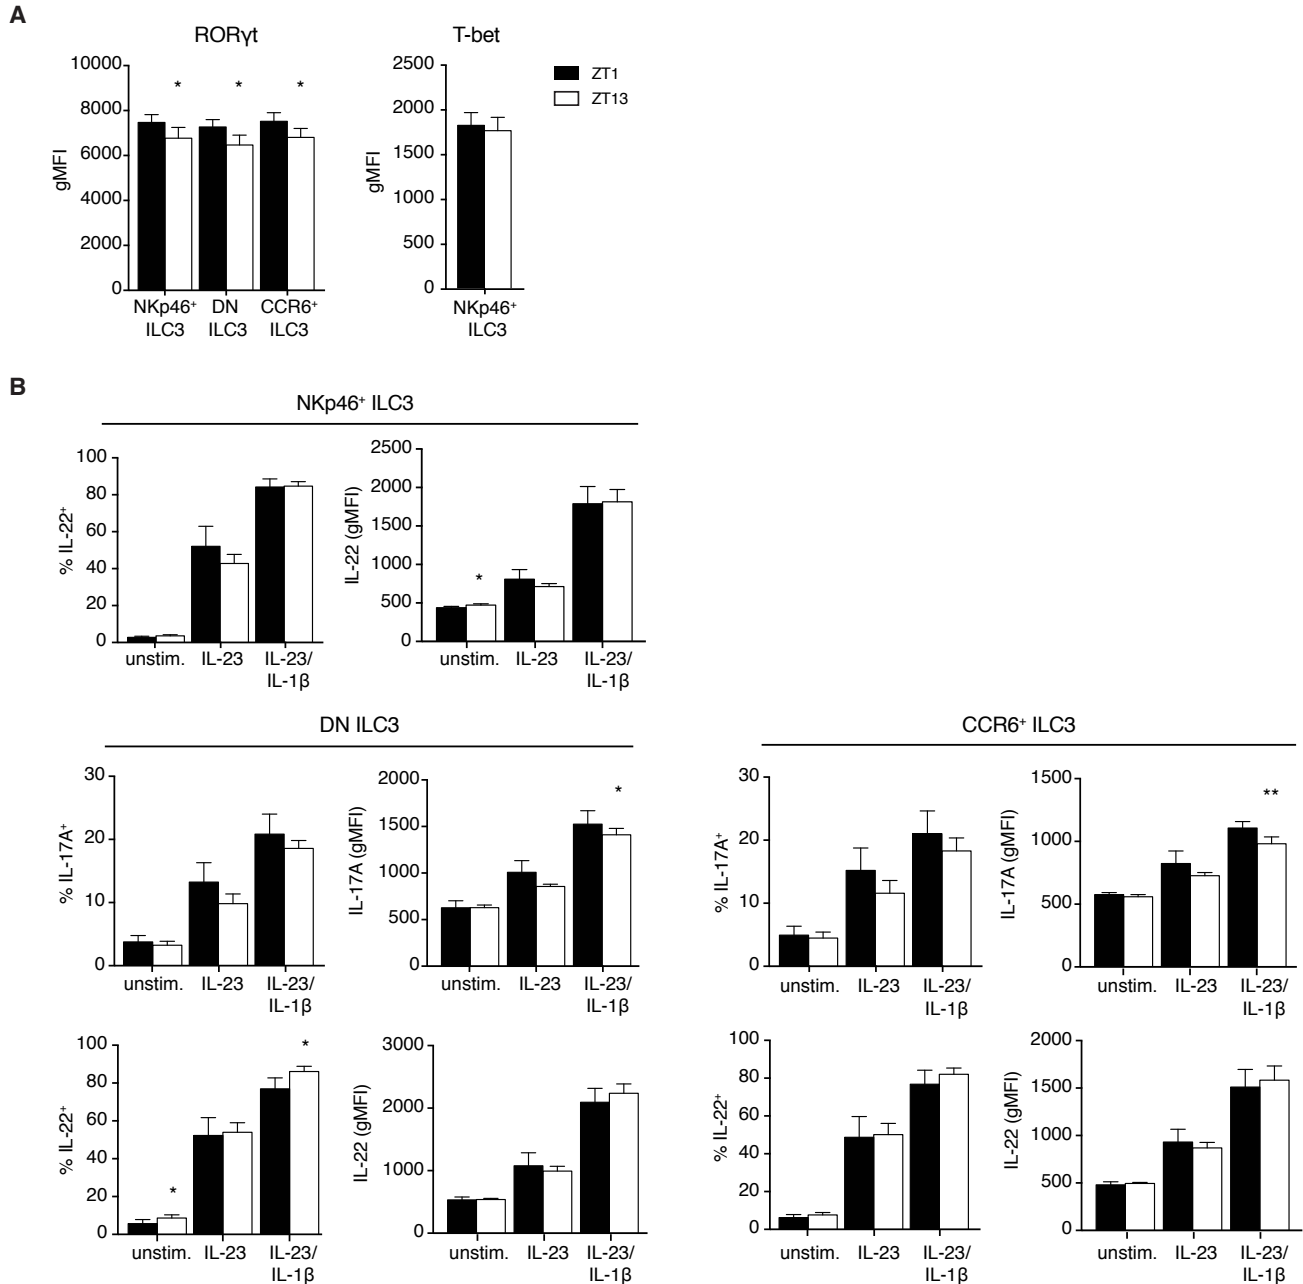 A
RORγt
T-bet
10000
8000
6000
4000
2000
0
gMFI
* * *
NKp46⁺ DN CCR6⁺
ILC3 ILC3 ILC3
2500
2000
1500
1000
500
0
gMFI
NKp46⁺
ILC3
ZT1
ZT13
B
NKp46⁺ ILC3
100
80
60
40
20
0
% IL-22⁺
unstim. IL-23 IL-23/
IL-1β
2500
2000
1500
1000
500
0
IL-22 (gMFI)
*
unstim. IL-23 IL-23/
IL-1β
DN ILC3
30
20
10
0
% IL-17A⁺
unstim. IL-23 IL-23/
IL-1β
2000
1500
1000
500
0
IL-17A (gMFI)
*
unstim. IL-23 IL-23/
IL-1β
100
80
60
40
20
0
% IL-22⁺
*
*
unstim. IL-23 IL-23/
IL-1β
3000
2000
1000
0
IL-22 (gMFI)
unstim. IL-23 IL-23/
IL-1β
CCR6⁺ ILC3
30
20
10
0
% IL-17A⁺
unstim. IL-23 IL-23/
IL-1β
1500
1000
500
0
IL-17A (gMFI)
**
unstim. IL-23 IL-23/
IL-1β
100
80
60
40
20
0
% IL-22⁺
unstim. IL-23 IL-23/
IL-1β
2000
1500
1000
500
0
IL-22 (gMFI)
unstim. IL-23 IL-23/
IL-1β